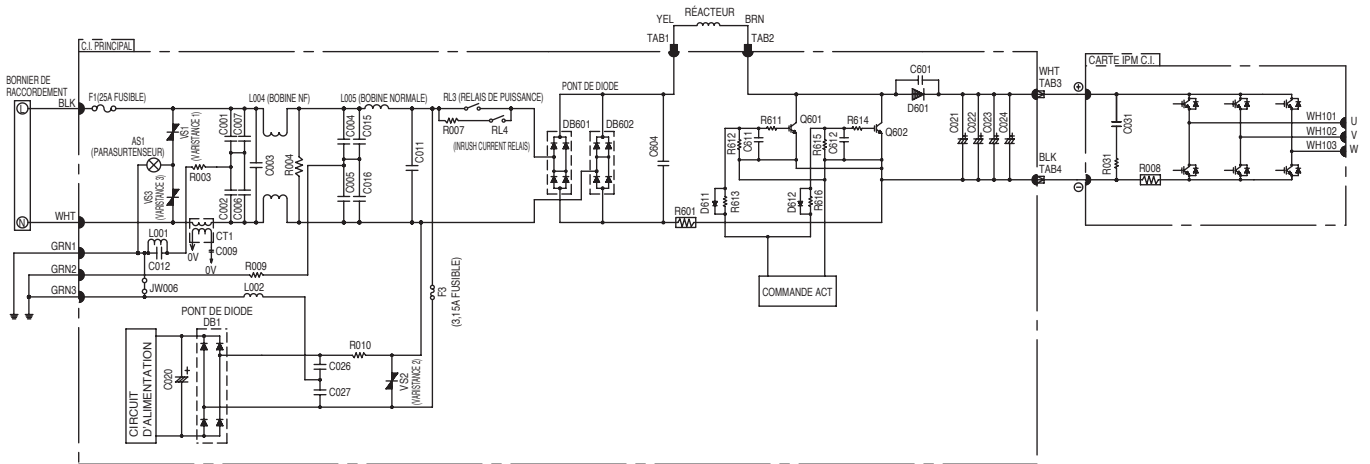 RÉACTEUR
YEL
BRN
TAB1
TAB2
C.I. PRINCIPAL
CARTE IPM C.I.
BORNIER DE
RACCORDEMENT
L
BLK
F1(25A FUSIBLE)
VS1
(VARISTANCE 1)
AS1
(PARASURTENSEUR)
VS3
(VARISTANCE 3)
R003
C001
C007
C002
C006
C003
L004 (BOBINE NF)
R004
L005 (BOBINE NORMALE)
C004
C015
C005
C016
C011
RL3 (RELAIS DE PUISSANCE)
R007
RL4
(INRUSH CURRENT RELAIS)
PONT DE DIODE
DB601
DB602
C604
R601
R611
R612
C611
Q601
R614
R615
C612
Q602
D611
R613
D612
R616
COMMANDE ACT
C601
D601
C021
C022
C023
C024
WHT
TAB3
BLK
TAB4
+
−
C031
R031
R008
WH101
U
WH102
V
WH103
W
N
WHT
GRN1
GRN2
GRN3
L001
C012
CT1
0V
C009
0V
R009
L002
JW006
F3
(3,15A FUSIBLE)
PONT DE DIODE
DB1
CIRCUIT
D'ALIMENTATION
C020
+
R010
C026
C027
VS2
(VARISTANCE 2)